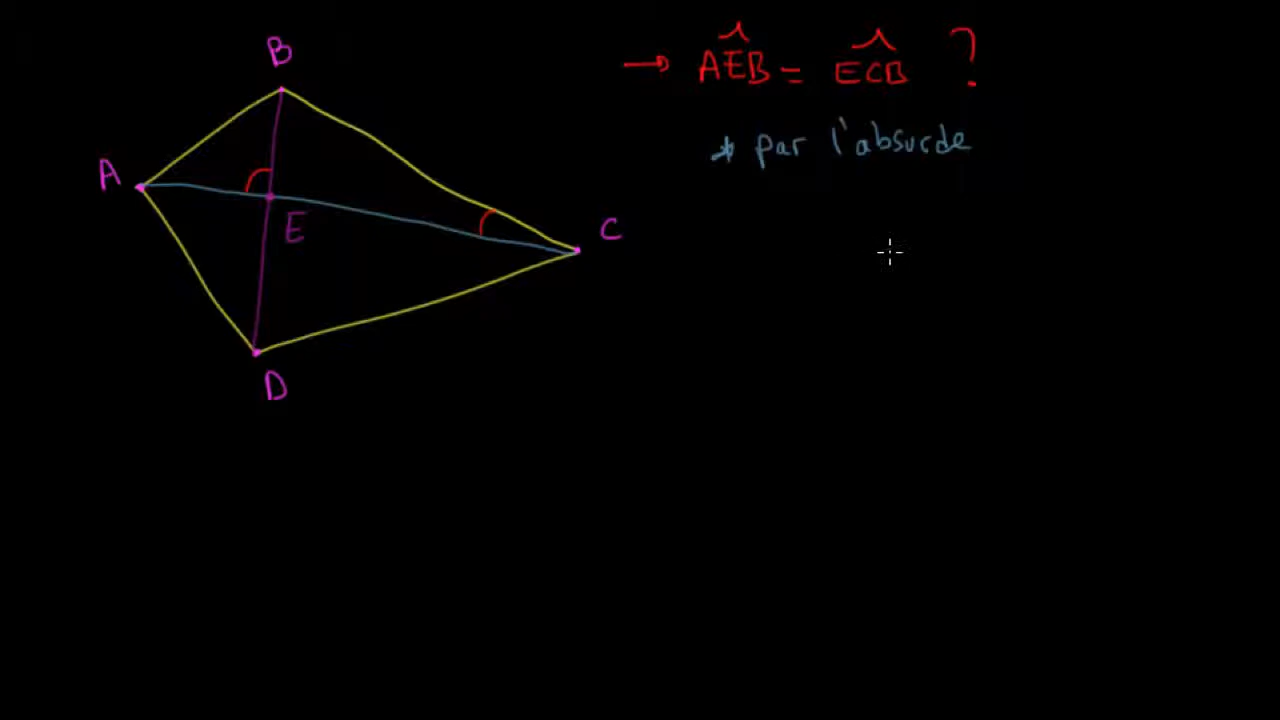 B
→ AÊB = EĈB ?
* par l'absurde
A
E
C
D